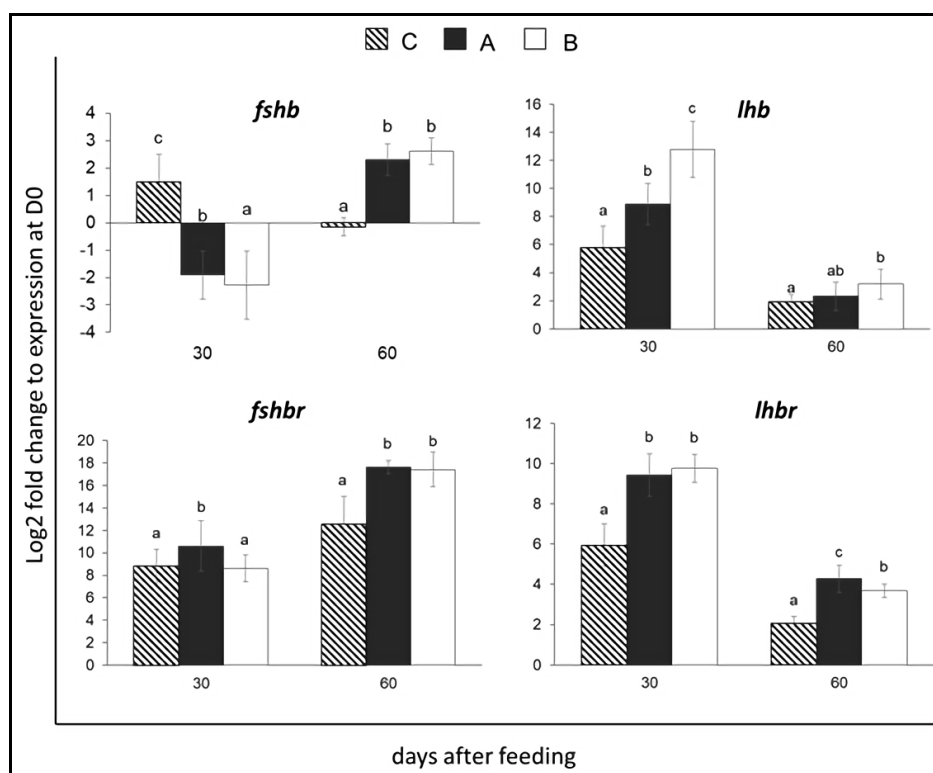 C A B
fshb
4
3
2
1
0
-1
-2
-3
-4
c
b
a
a
b
b
30 60
lhb
16
14
12
10
8
6
4
2
0
a
b
c
a
ab
b
30 60
fshbr
20
18
16
14
12
10
8
6
4
2
0
a
b
a
a
b
b
30 60
lhbr
12
10
8
6
4
2
0
a
b
b
a
c
b
30 60
Log2 fold change to expression at D0
days after feeding